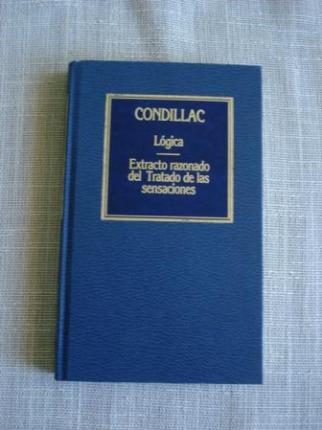 CONDILLAC
Lógica
Extracto razonado
del Tratado de las
sensaciones